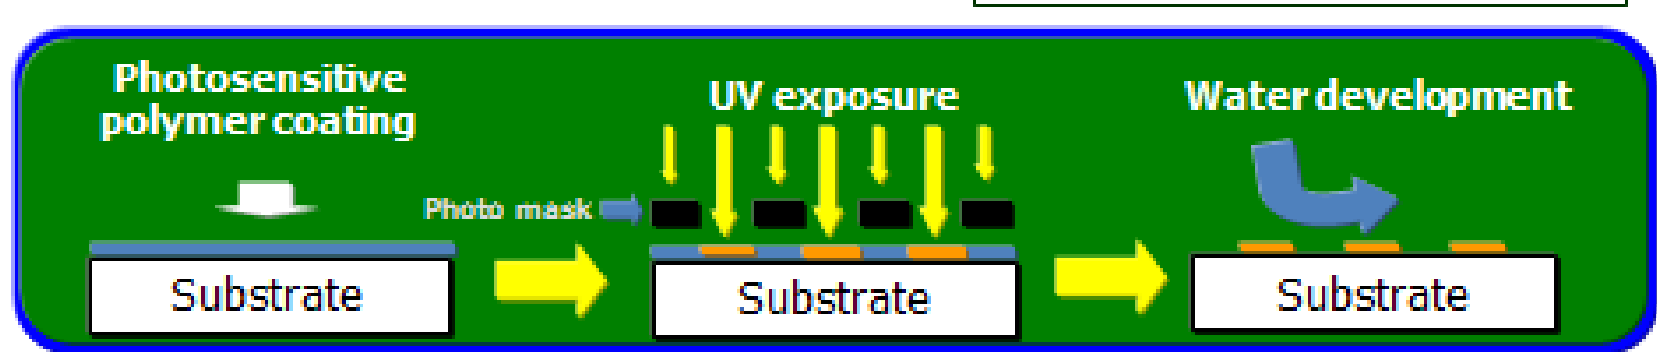 Photosensitive
polymer coating
UV exposure
Water development
Photo mask
Substrate
Substrate
Substrate